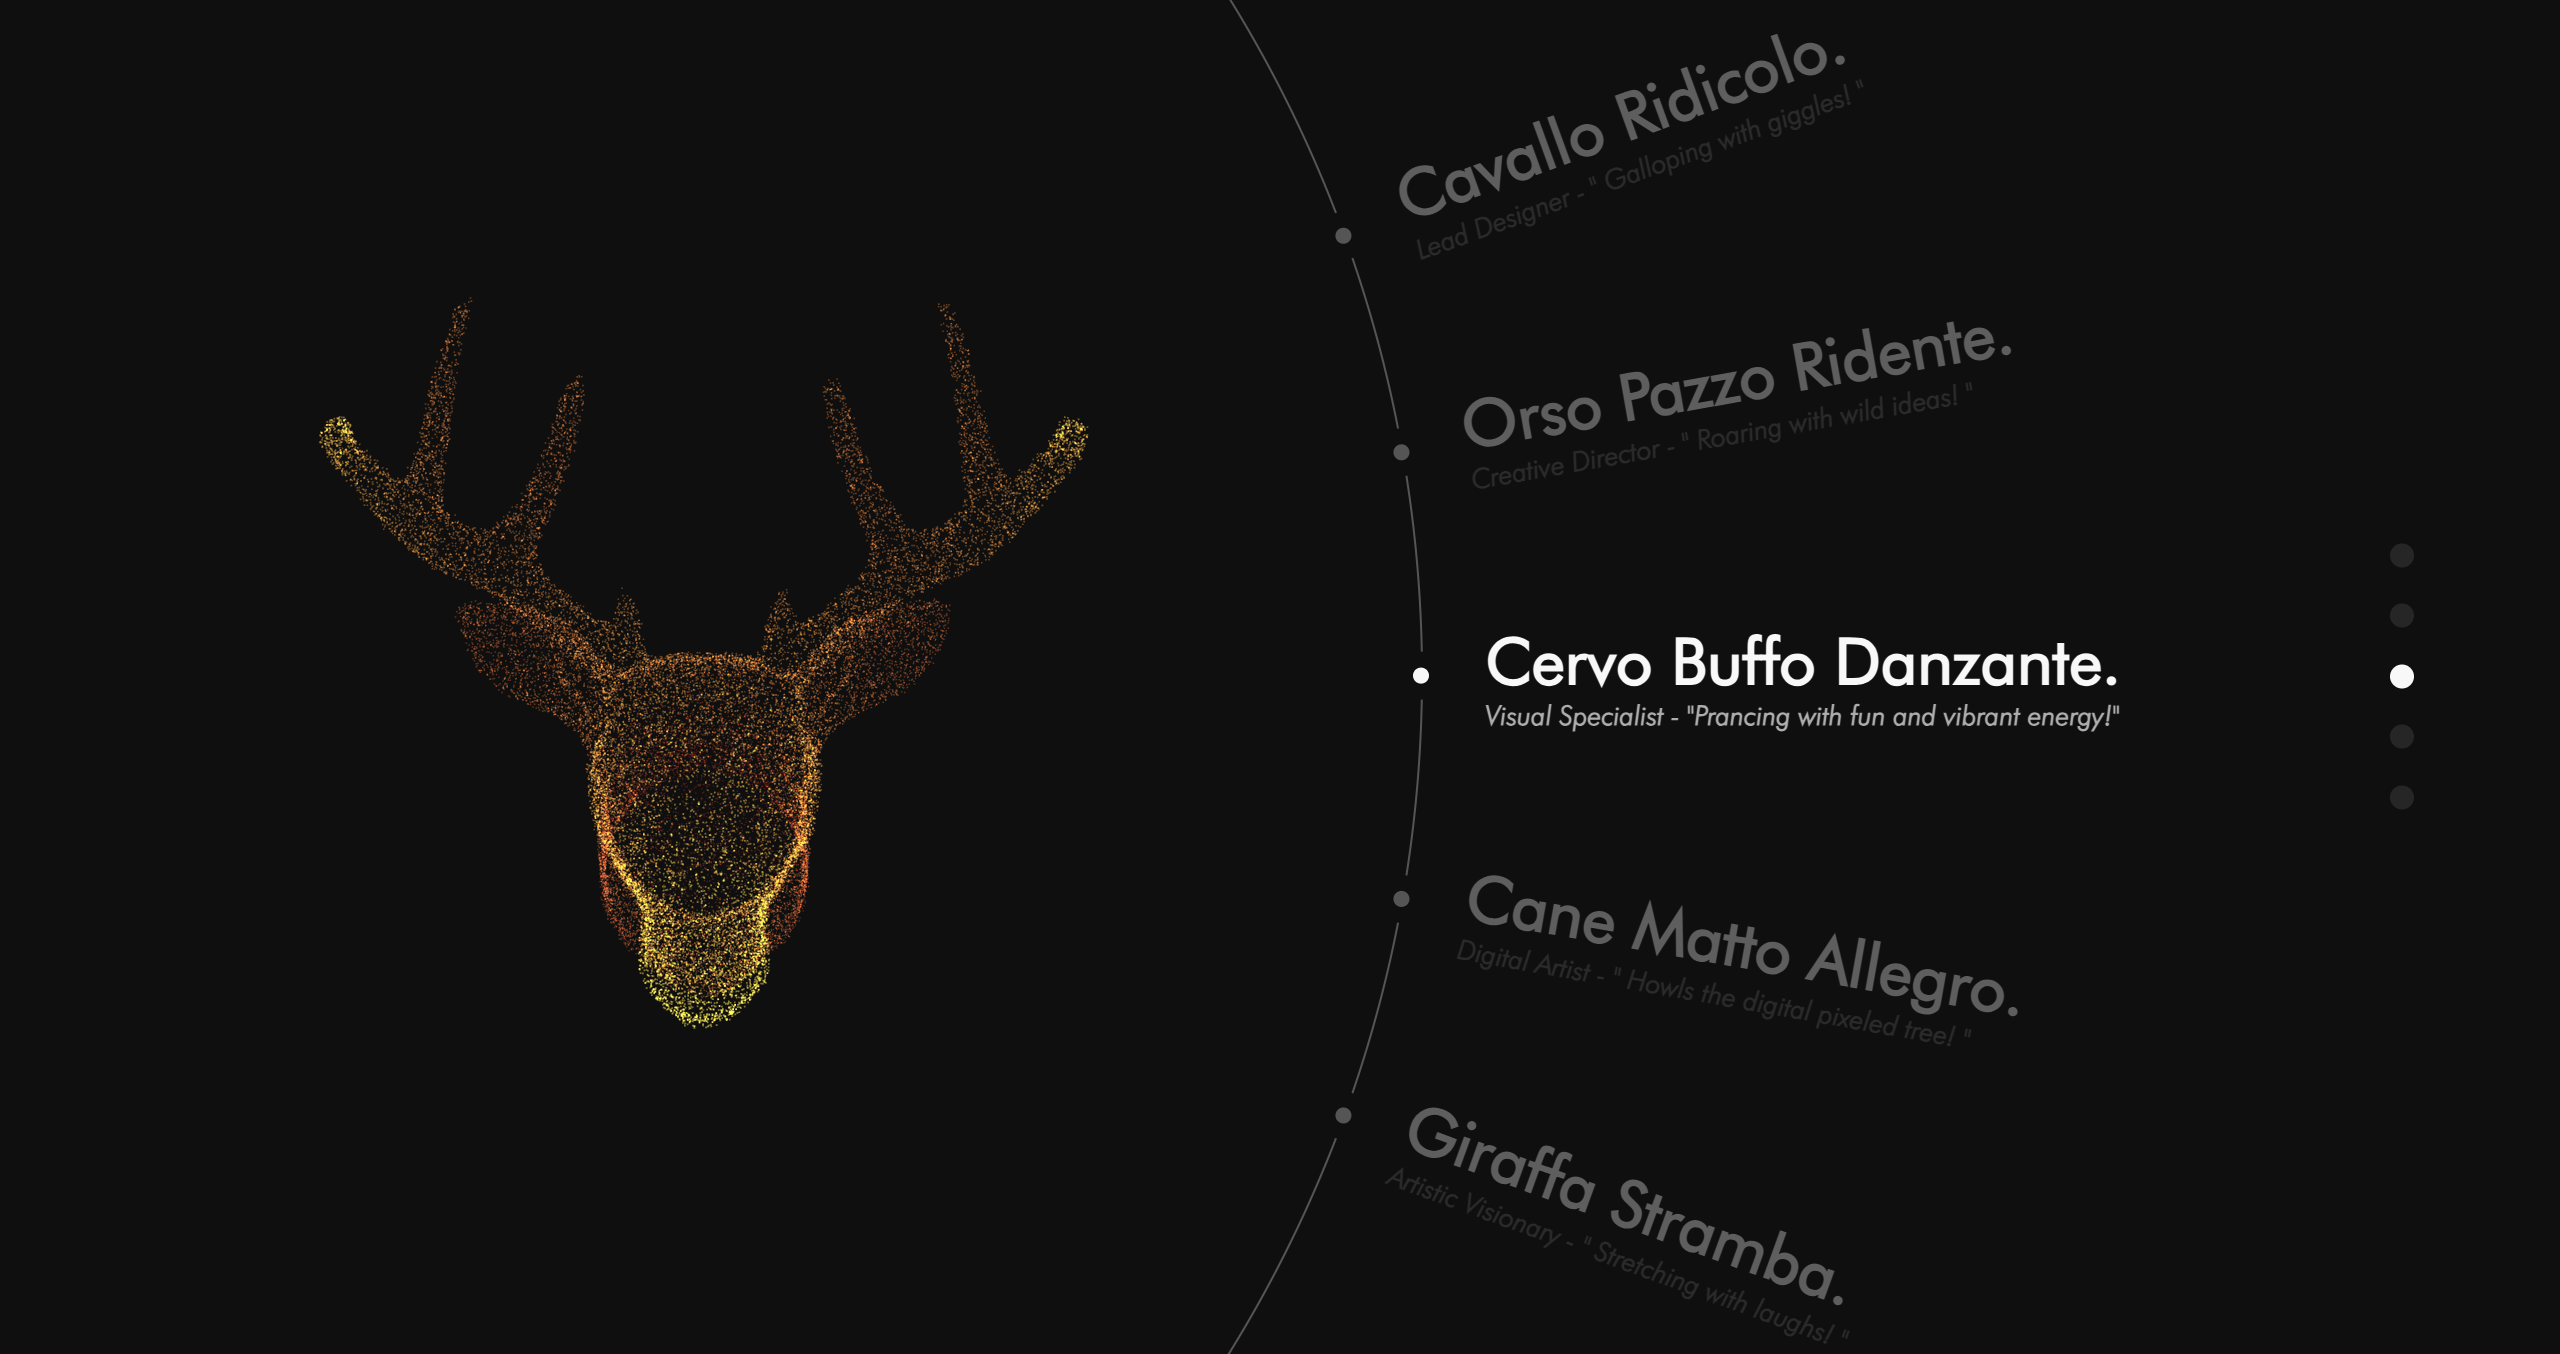 Cavallo Ridicolo.
Lead Designer - " Galloping with giggles! "
Orso Pazzo Ridente.
Creative Director - " Roaring with wild ideas! "
Cervo Buffo Danzante.
Visual Specialist - "Prancing with fun and vibrant energy!"
Cane Matto Allegro.
Digital Artist - " Howls the digital pixeled tree! "
Giraffa Stramba.
Artistic Visionary - " Stretching with laughs! "